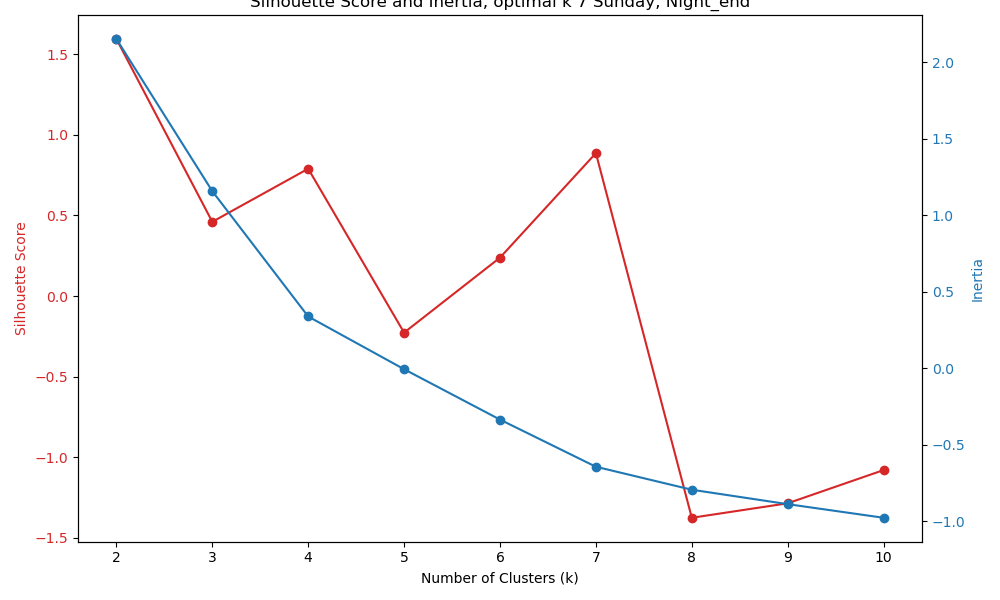 Silhouette Score and Inertia, optimal k 7 Sunday, Night_end
1.5
1.0
0.5
0.0
−0.5
−1.0
−1.5
Silhouette Score
2.0
1.5
1.0
0.5
0.0
−0.5
−1.0
Inertia
2 3 4 5 6 7 8 9 10
Number of Clusters (k)